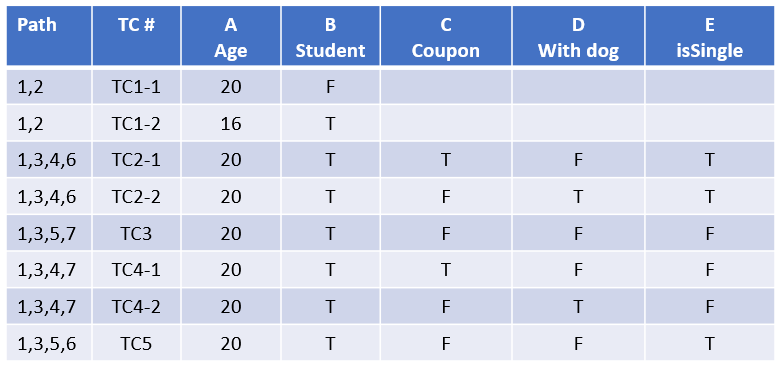 Path TC # A Age B Student C Coupon D With dog E isSingle
1,2 TC1-1 20 F
1,2 TC1-2 16 T
1,3,4,6 TC2-1 20 T T F T
1,3,4,6 TC2-2 20 T F T T
1,3,5,7 TC3 20 T F F F
1,3,4,7 TC4-1 20 T T F F
1,3,4,7 TC4-2 20 T F T F
1,3,5,6 TC5 20 T F F T